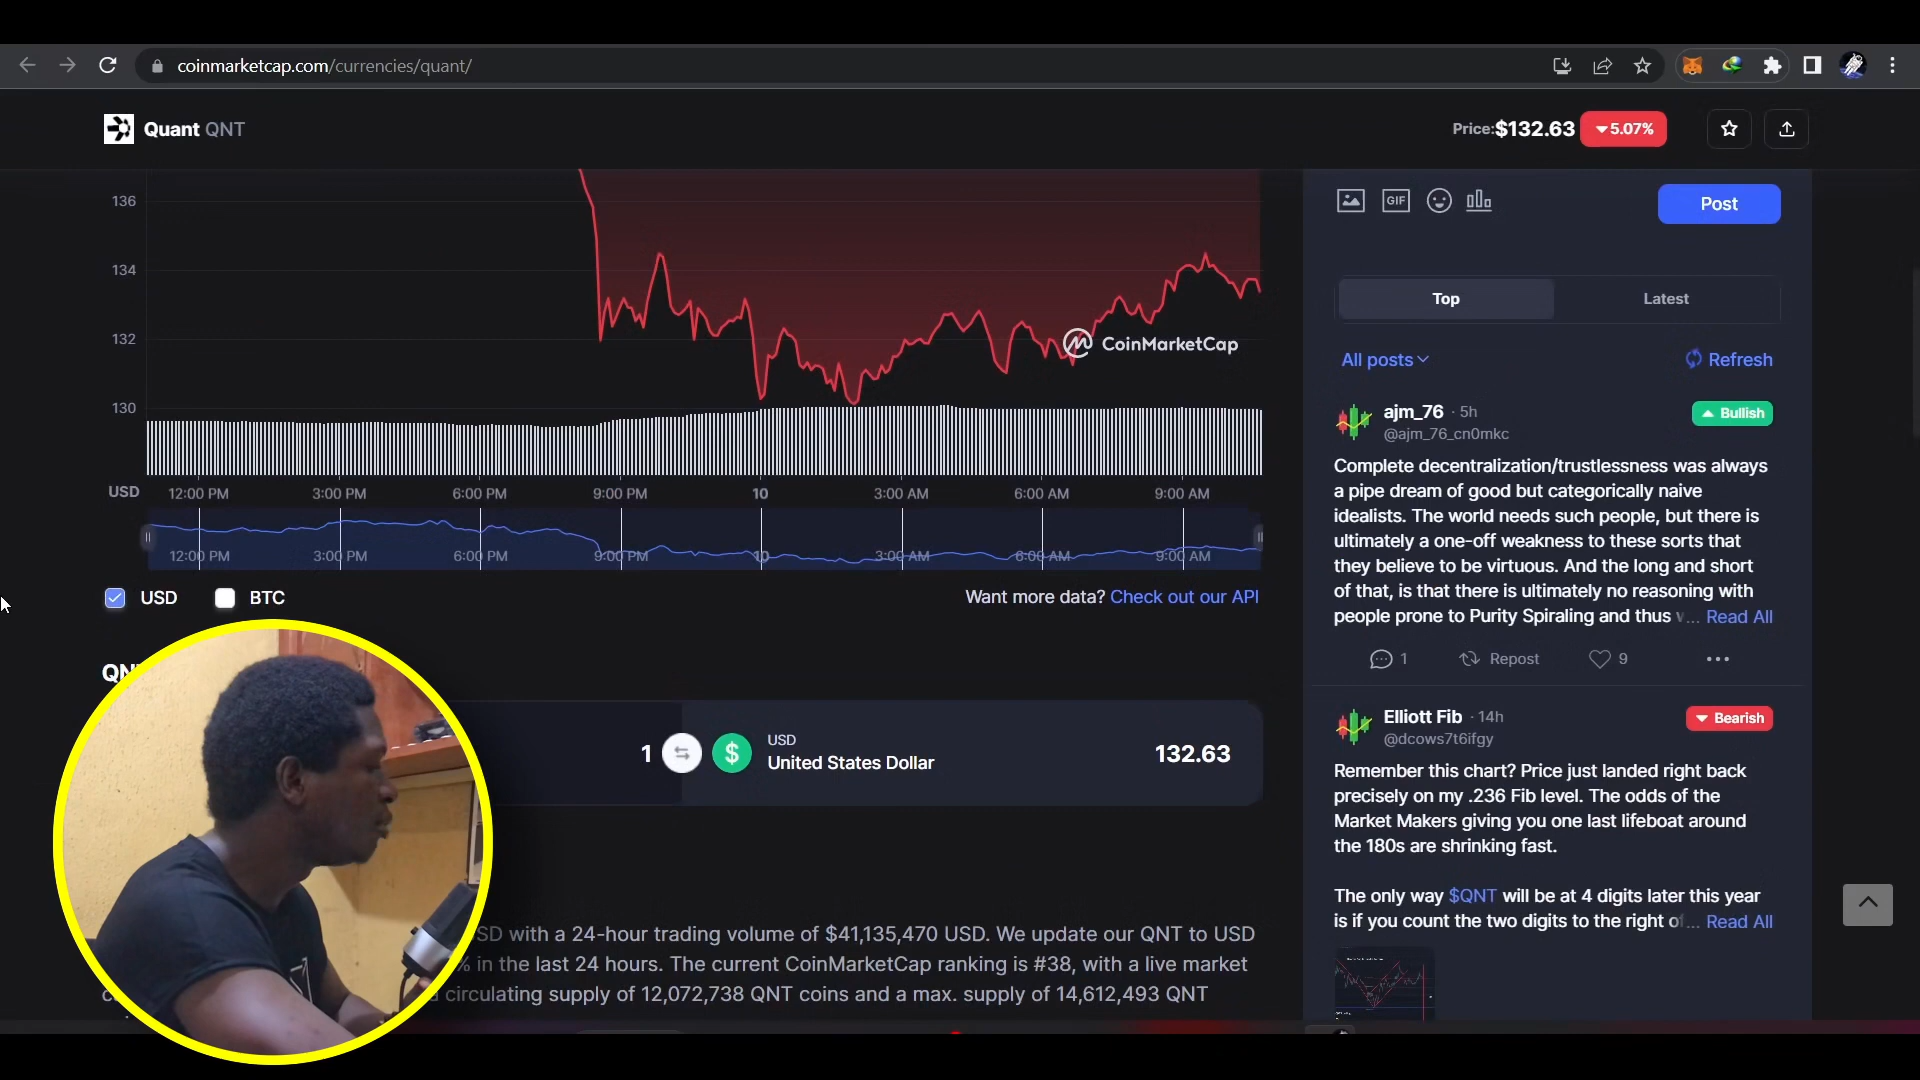 coinmarketcap.com/currencies/quant/
Quant QNT
Price:$132.63 5.07%
136
134
132
130
CoinMarketCap
USD 12:00 PM 3:00 PM 6:00 PM 9:00 PM 10 3:00 AM 6:00 AM 9:00 AM
12:00 PM 3:00 PM 6:00 PM 9:00 PM 10 3:00 AM 6:00 AM 9:00 AM
USD BTC
Want more data? Check out our API
1
USD
United States Dollar
132.63
SD with a 24-hour trading volume of $41,135,470 USD. We update our QNT to USD
% in the last 24 hours. The current CoinMarketCap ranking is #38, with a live market
circulating supply of 12,072,738 QNT coins and a max. supply of 14,612,493 QNT
GIF
Post
Top Latest
All posts Refresh
ajm_76 · 5h
Bullish
@ajm_76_cn0mkc
Complete decentralization/trustlessness was always
a pipe dream of good but categorically naive
idealists. The world needs such people, but there is
ultimately a one-off weakness to these sorts that
they believe to be virtuous. And the long and short
of that, is that there is ultimately no reasoning with
people prone to Purity Spiraling and thus ... Read All
1 Repost 9
Elliott Fib · 14h
Bearish
@dcows7t6ifgy
Remember this chart? Price just landed right back
precisely on my .236 Fib level. The odds of the
Market Makers giving you one last lifeboat around
the 180s are shrinking fast.
The only way $QNT will be at 4 digits later this year
is if you count the two digits to the right of... Read All